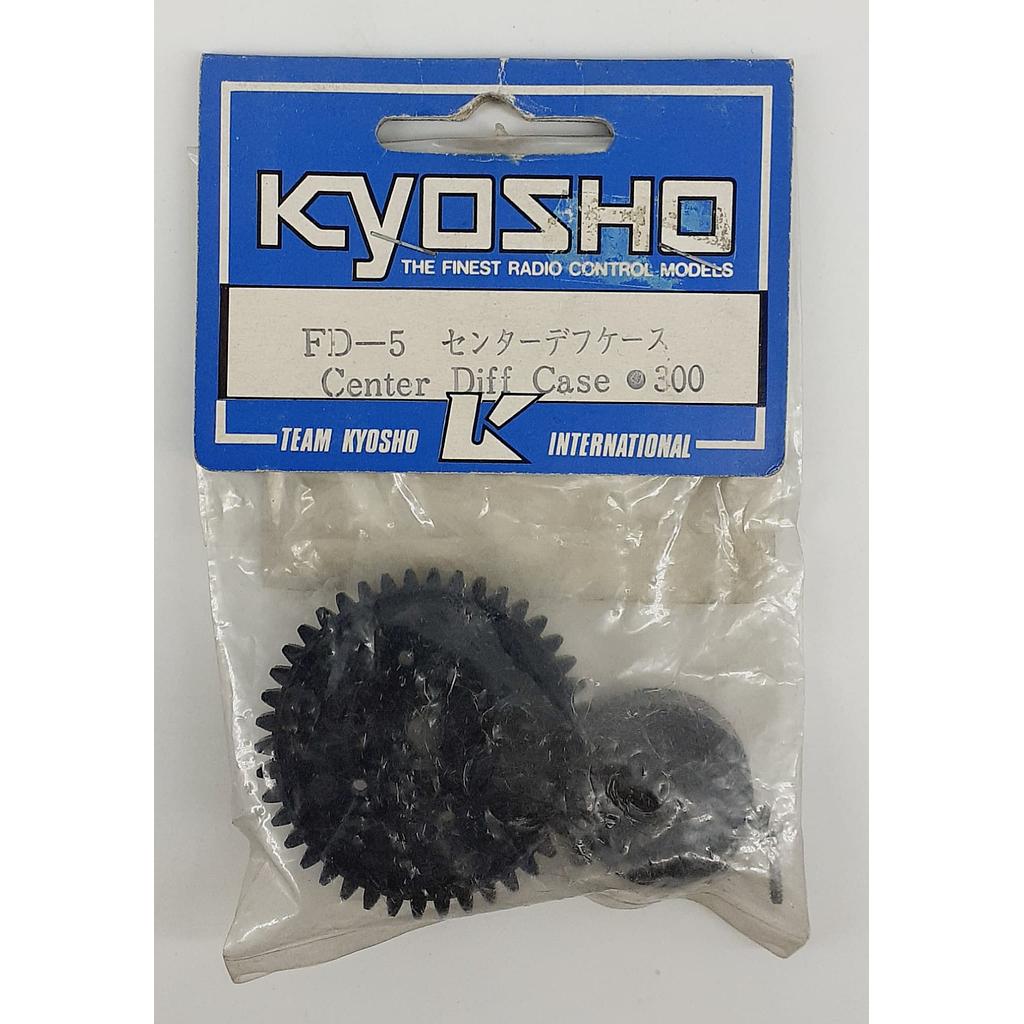 KYOSHO
THE FINEST RADIO CONTROL MODELS
FD-5 センターデフケース
Center Diff Case ●300
TEAM KYOSHO K INTERNATIONAL